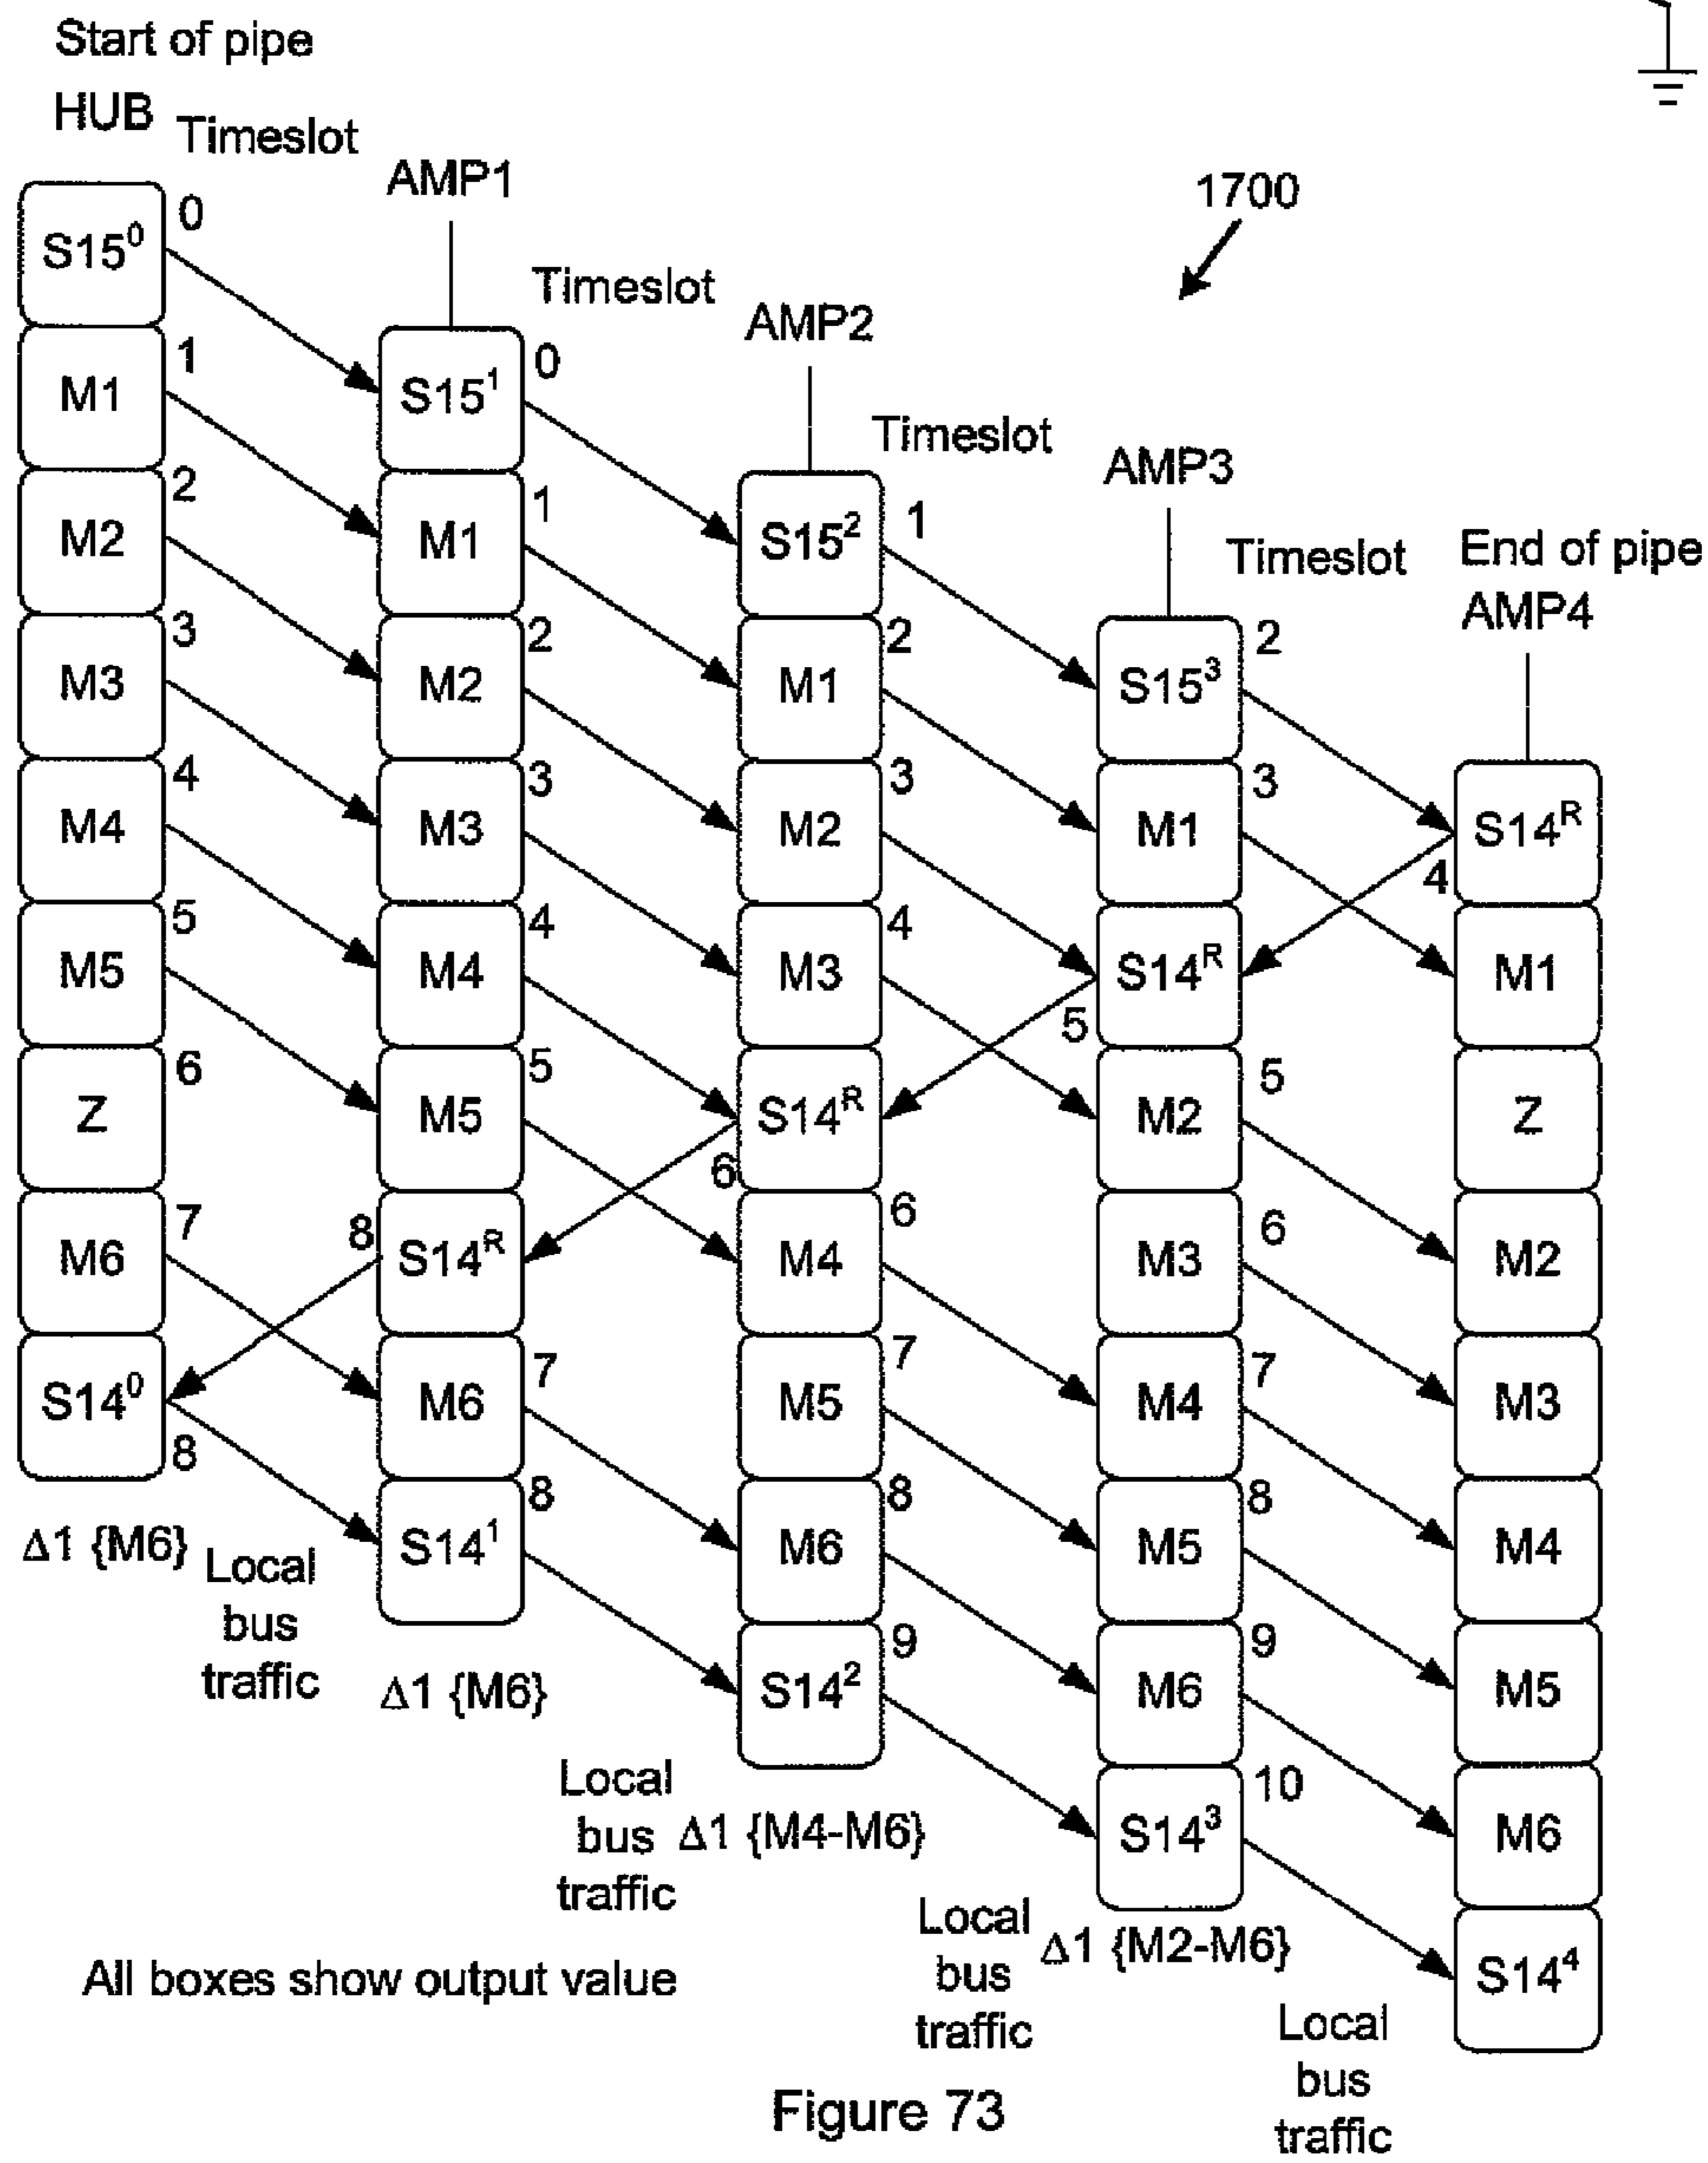 Start of pipe
HUB
Timeslot
S15⁰
0
M1
1
M2
2
M3
3
M4
4
M5
5
Z
6
M6
7
S14⁰
8
Δ1 {M6}
Local
bus
traffic
AMP1
Timeslot
S15¹
0
M1
1
M2
2
M3
3
M4
4
M5
5
8
S14ᴿ
M6
7
S14¹
8
Δ1 {M6}
Local
bus
traffic
AMP2
Timeslot
S15²
1
M1
2
M2
3
M3
4
S14ᴿ
6
M4
6
M5
7
M6
8
S14²
9
Δ1 {M4-M6}
Local
bus
traffic
1700
AMP3
Timeslot
S15³
2
M1
3
S14ᴿ
5
M2
5
M3
6
M4
7
M5
8
M6
9
S14³
10
Δ1 {M2-M6}
Local
bus
traffic
End of pipe
AMP4
S14ᴿ
4
M1
Z
M2
M3
M4
M5
M6
S14⁴
All boxes show output value
Figure 73